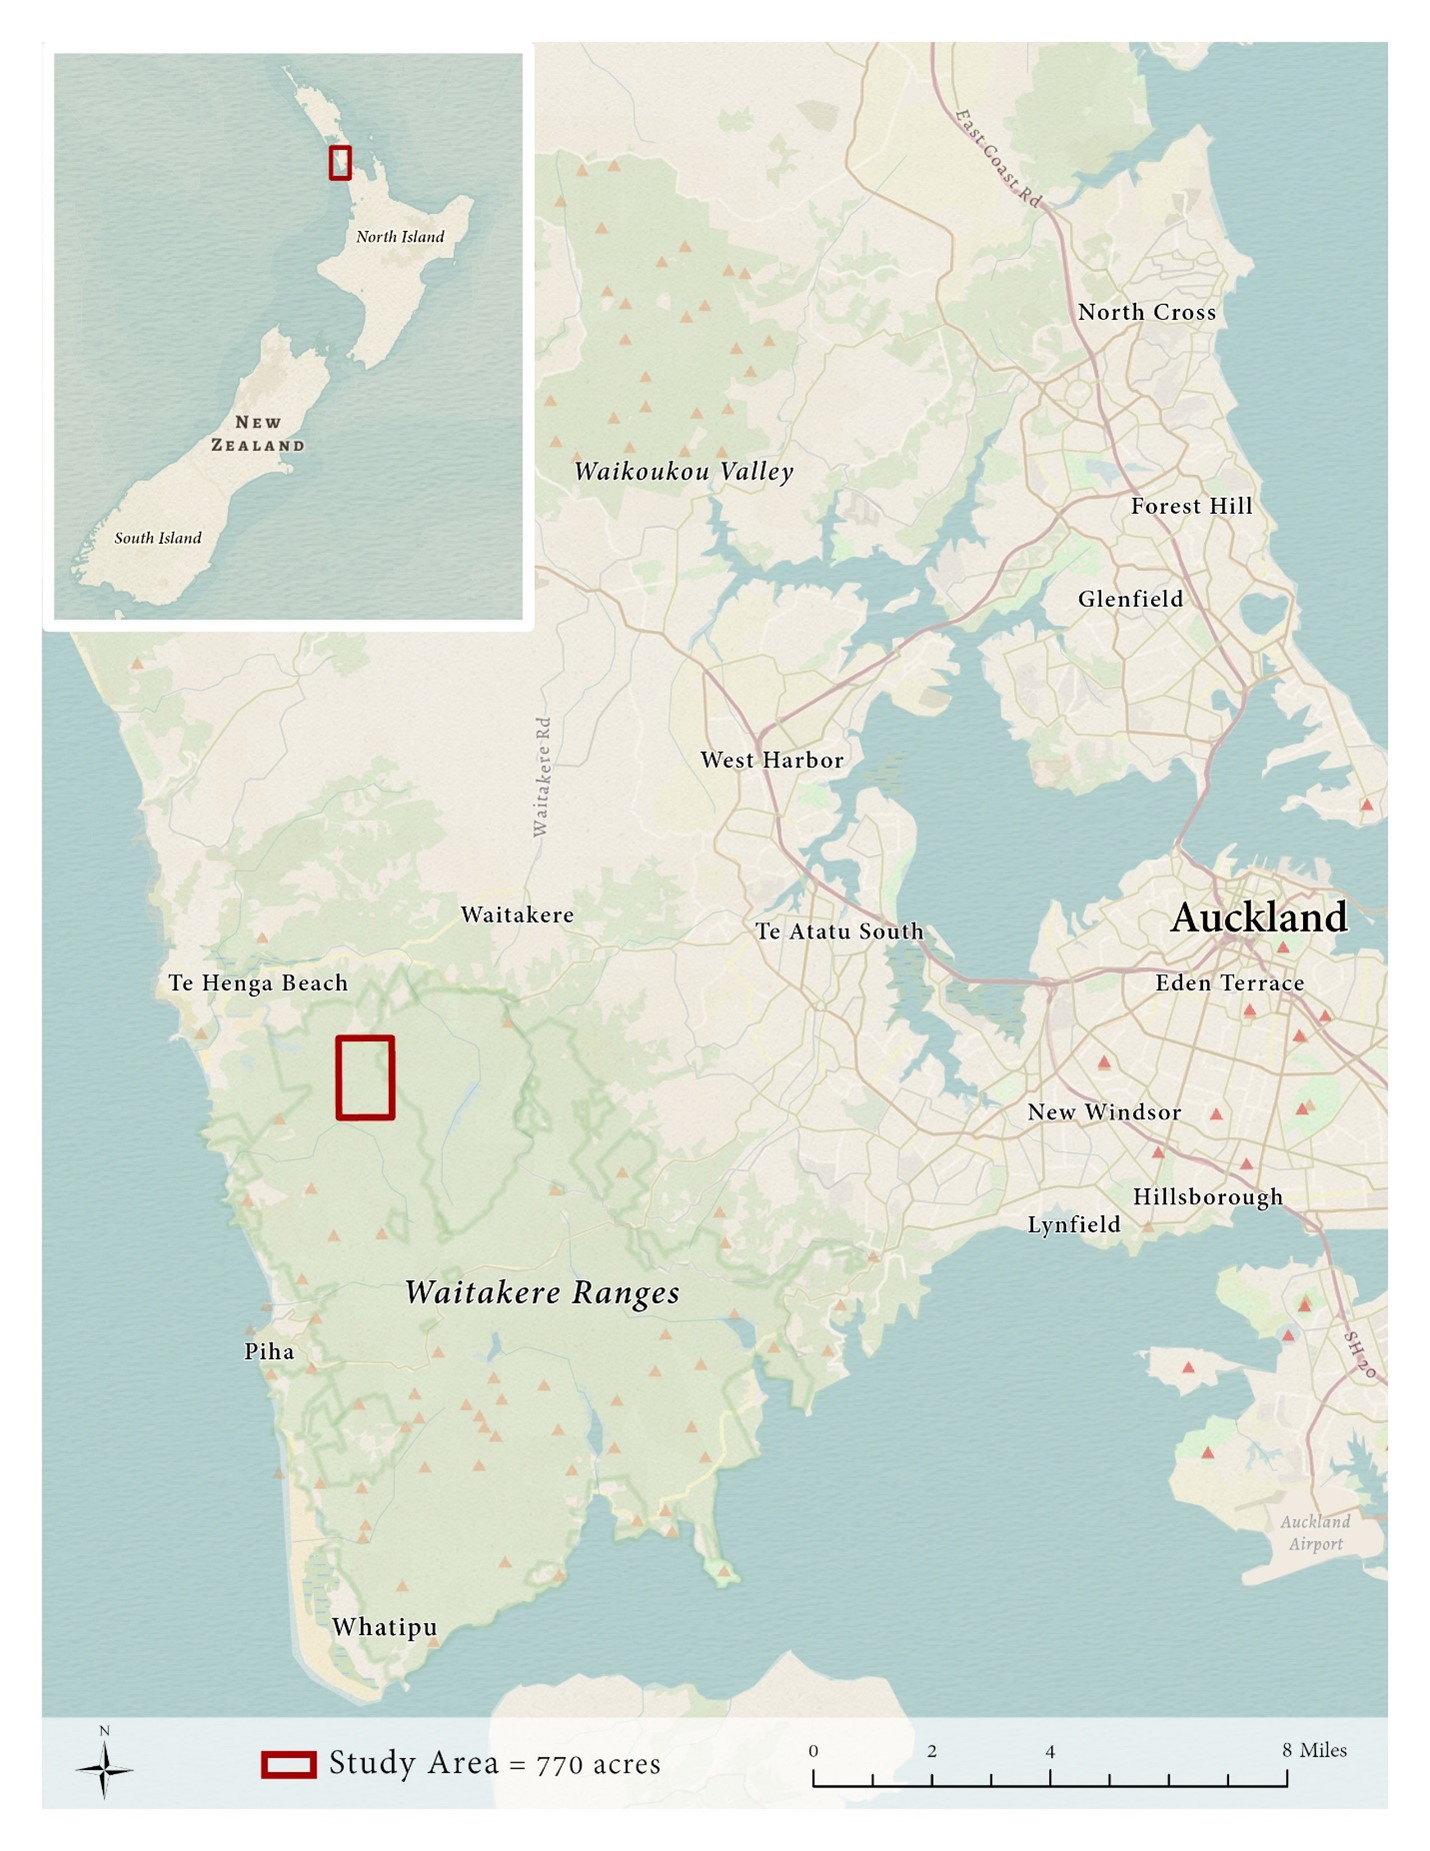 North Island
NEW
ZEALAND
South Island
East Coast Rd
North Cross
Waikoukou Valley
Forest Hill
Glenfield
Waitakere Rd
West Harbor
Waitakere
Te Atatu South
Auckland
Te Henga Beach
Eden Terrace
New Windsor
Hillsborough
Lynfield
Waitakere Ranges
Piha
SH 20
Auckland
Airport
Whatipu
N
Study Area = 770 acres
0 2 4 8 Miles